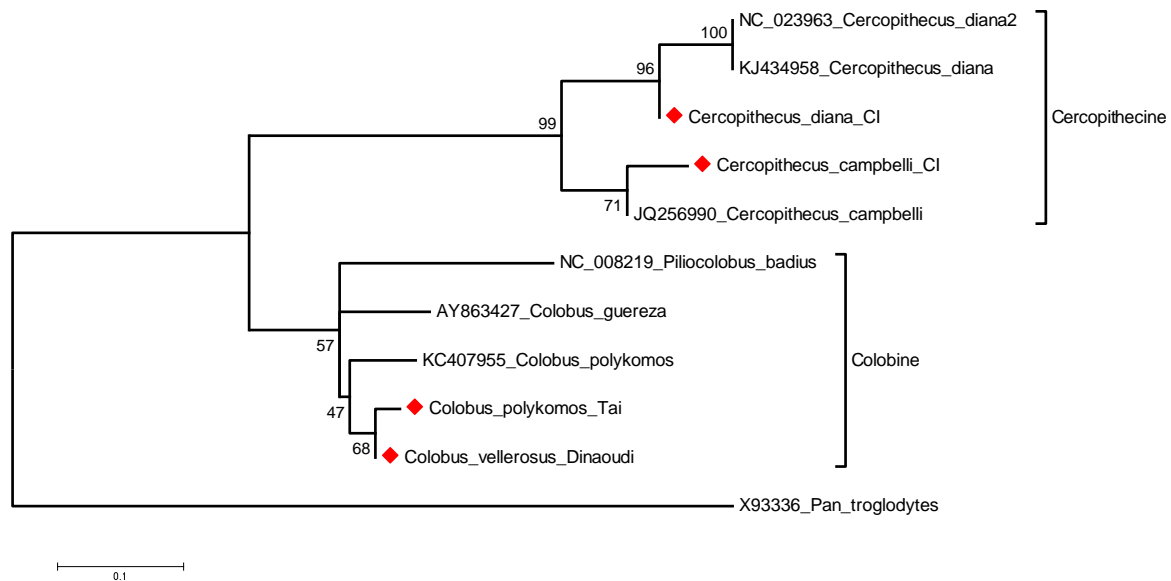 NC_023963_Cercopithecus_diana2
100
KJ434958_Cercopithecus_diana
96
Cercopithecus_diana_CI
Cercopithecine
99
Cercopithecus_campbelli_CI
71
JQ256990_Cercopithecus_campbelli
NC_008219_Piliocolobus_badius
AY863427_Colobus_guereza
57
KC407955_Colobus_polykomos
Colobine
47
Colobus_polykomos_Tai
68
Colobus_vellerosus_Dinaoudi
X93336_Pan_troglodytes
0.1